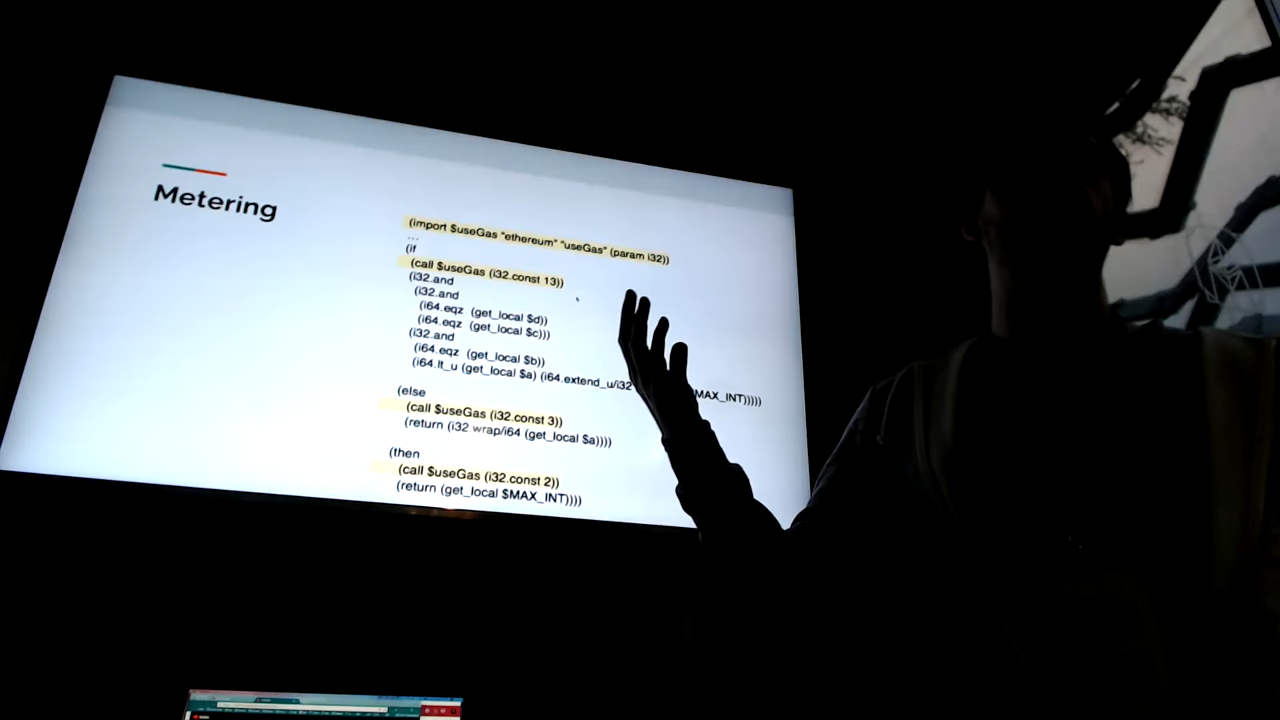 Metering
(import $useGas "ethereum" "useGas" (param i32))
...
(if
(call $useGas (i32.const 13))
(i32.and
(i32.and
(i64.eqz (get_local $d))
(i64.eqz (get_local $c)))
(i32.and
(i64.eqz (get_local $b))
(i64.lt_u (get_local $a) (i64.extend_u/i32 MAX_INT)))))
(else
(call $useGas (i32.const 3))
(return (i32 wrap/i64 (get_local $a))))
(then
(call $useGas (i32.const 2))
(return (get_local $MAX_INT))))